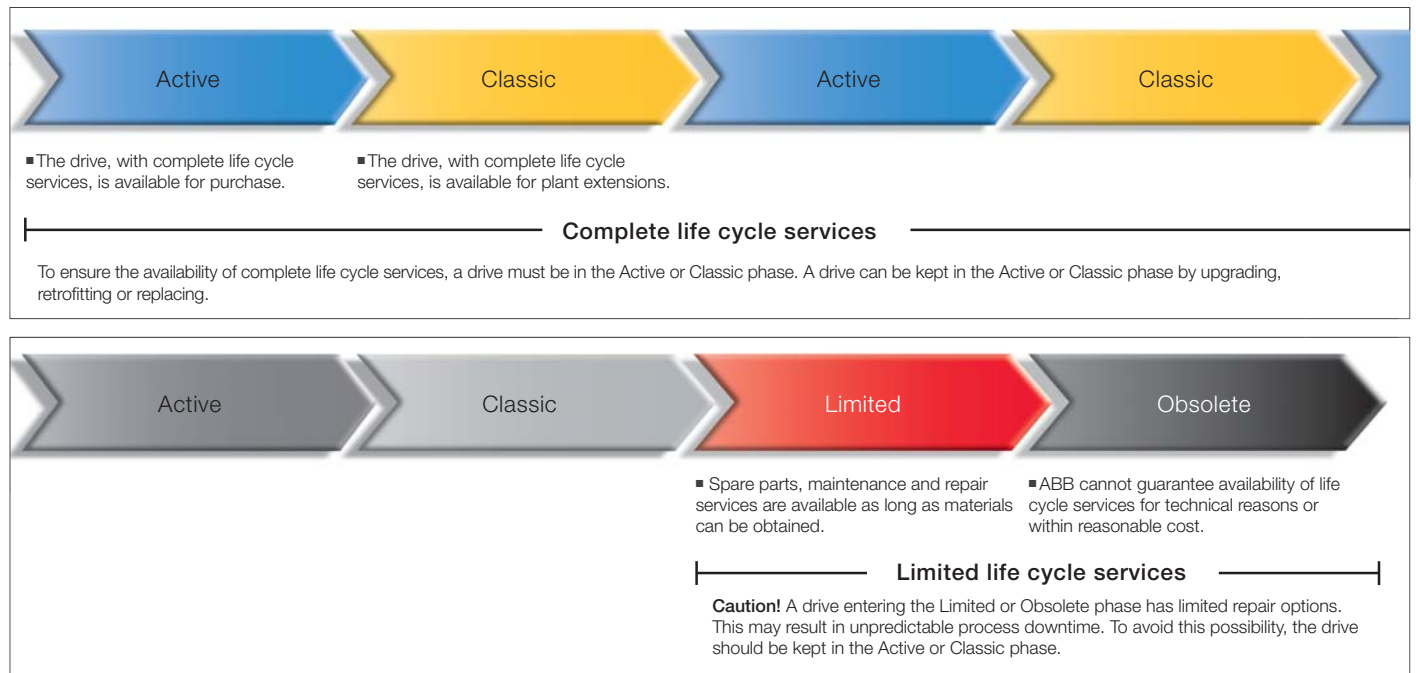 Active
Classic
Active
Classic
■ The drive, with complete life cycle
services, is available for purchase.
■ The drive, with complete life cycle
services, is available for plant extensions.
Complete life cycle services
To ensure the availability of complete life cycle services, a drive must be in the Active or Classic phase. A drive can be kept in the Active or Classic phase by upgrading,
retrofitting or replacing.
Active
Classic
Limited
Obsolete
■ Spare parts, maintenance and repair
services are available as long as materials
can be obtained.
■ ABB cannot guarantee availability of life
cycle services for technical reasons or
within reasonable cost.
Limited life cycle services
Caution! A drive entering the Limited or Obsolete phase has limited repair options.
This may result in unpredictable process downtime. To avoid this possibility, the drive
should be kept in the Active or Classic phase.